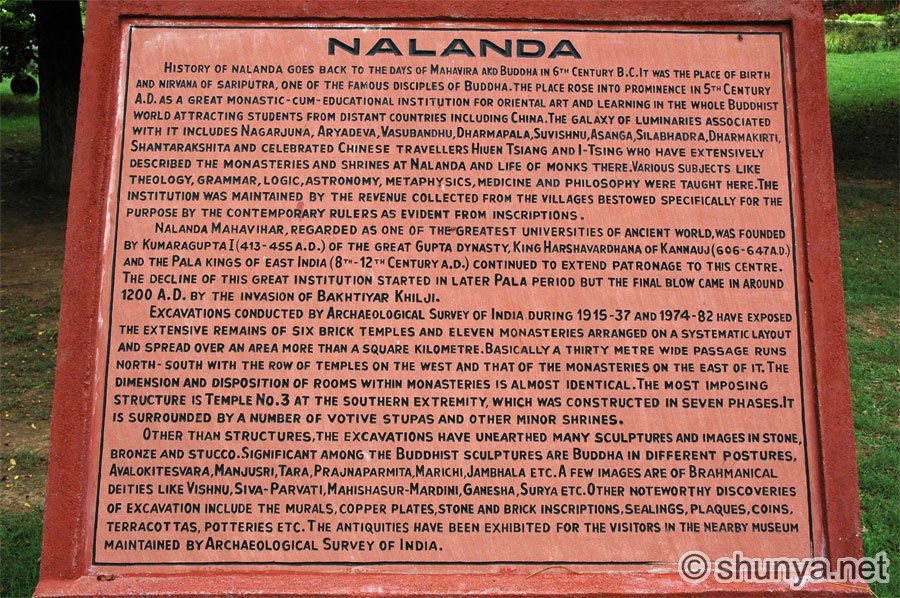 NALANDA
HISTORY OF NALANDA GOES BACK TO THE DAYS OF MAHAVIRA AND BUDDHA IN 6TH CENTURY B.C.IT WAS THE PLACE OF BIRTH
AND NIRVANA OF SARIPUTRA, ONE OF THE FAMOUS DISCIPLES OF BUDDHA.THE PLACE ROSE INTO PROMINENCE IN 5TH CENTURY
A.D. AS A GREAT MONASTIC-CUM-EDUCATIONAL INSTITUTION FOR ORIENTAL ART AND LEARNING IN THE WHOLE BUDDHIST
WORLD ATTRACTING STUDENTS FROM DISTANT COUNTRIES INCLUDING CHINA.THE GALAXY OF LUMINARIES ASSOCIATED
WITH IT INCLUDES NAGARJUNA, ARYADEVA,VASUBANDHU,DHARMAPALA,SUVISHNU,ASANGA,SILABHADRA,DHARMAKIRTI,
SHANTARAKSHITA AND CELEBRATED CHINESE TRAVELLERS HIUEN TSIANG AND I-TSING WHO HAVE EXTENSIVELY
DESCRIBED THE MONASTERIES AND SHRINES AT NALANDA AND LIFE OF MONKS THERE.VARIOUS SUBJECTS LIKE
THEOLOGY, GRAMMAR, LOGIC,ASTRONOMY, METAPHYSICS, MEDICINE AND PHILOSOPHY WERE TAUGHT HERE.THE
INSTITUTION WAS MAINTAINED BY THE REVENUE COLLECTED FROM THE VILLAGES BESTOWED SPECIFICALLY FOR THE
PURPOSE BY THE CONTEMPORARY RULERS AS EVIDENT FROM INSCRIPTIONS.
NALANDA MAHAVIHAR, REGARDED AS ONE OF THE GREATEST UNIVERSITIES OF ANCIENT WORLD,WAS FOUNDED
BY KUMARAGUPTA I (413-455 A.D.) OF THE GREAT GUPTA DYNASTY, KING HARSHAVARDHANA OF KANNAUJ (606-647A.D.)
AND THE PALA KINGS OF EAST INDIA (8TH-12TH CENTURY A.D.) CONTINUED TO EXTEND PATRONAGE TO THIS CENTRE.
THE DECLINE OF THIS GREAT INSTITUTION STARTED IN LATER PALA PERIOD BUT THE FINAL BLOW CAME IN AROUND
1200 A.D. BY THE INVASION OF BAKHTIYAR KHILJI.
EXCAVATIONS CONDUCTED BY ARCHAEOLOGICAL SURVEY OF INDIA DURING 1915-37 AND 1974-82 HAVE EXPOSED
THE EXTENSIVE REMAINS OF SIX BRICK TEMPLES AND ELEVEN MONASTERIES ARRANGED ON A SYSTEMATIC LAYOUT
AND SPREAD OVER AN AREA MORE THAN A SQUARE KILOMETRE.BASICALLY A THIRTY METRE WIDE PASSAGE RUNS
NORTH-SOUTH WITH THE ROW OF TEMPLES ON THE WEST AND THAT OF THE MONASTERIES ON THE EAST OF IT.THE
DIMENSION AND DISPOSITION OF ROOMS WITHIN MONASTERIES IS ALMOST IDENTICAL.THE MOST IMPOSING
STRUCTURE IS TEMPLE NO.3 AT THE SOUTHERN EXTREMITY, WHICH WAS CONSTRUCTED IN SEVEN PHASES.IT
IS SURROUNDED BY A NUMBER OF VOTIVE STUPAS AND OTHER MINOR SHRINES.
OTHER THAN STRUCTURES,THE EXCAVATIONS HAVE UNEARTHED MANY SCULPTURES AND IMAGES IN STONE,
BRONZE AND STUCCO.SIGNIFICANT AMONG THE BUDDHIST SCULPTURES ARE BUDDHA IN DIFFERENT POSTURES,
AVALOKITESVARA,MANJUSRI,TARA,PRAJNAPARMITA,MARICHI,JAMBHALA ETC.A FEW IMAGES ARE OF BRAHMANICAL
DEITIES LIKE VISHNU,SIVA-PARVATI,MAHISHASUR-MARDINI,GANESHA,SURYA ETC.OTHER NOTEWORTHY DISCOVERIES
OF EXCAVATION INCLUDE THE MURALS, COPPER PLATES,STONE AND BRICK INSCRIPTIONS,SEALINGS, PLAQUES, COINS,
TERRACOTTAS, POTTERIES ETC.THE ANTIQUITIES HAVE BEEN EXHIBITED FOR THE VISITORS IN THE NEARBY MUSEUM
MAINTAINED BY ARCHAEOLOGICAL SURVEY OF INDIA.
©shunya.net